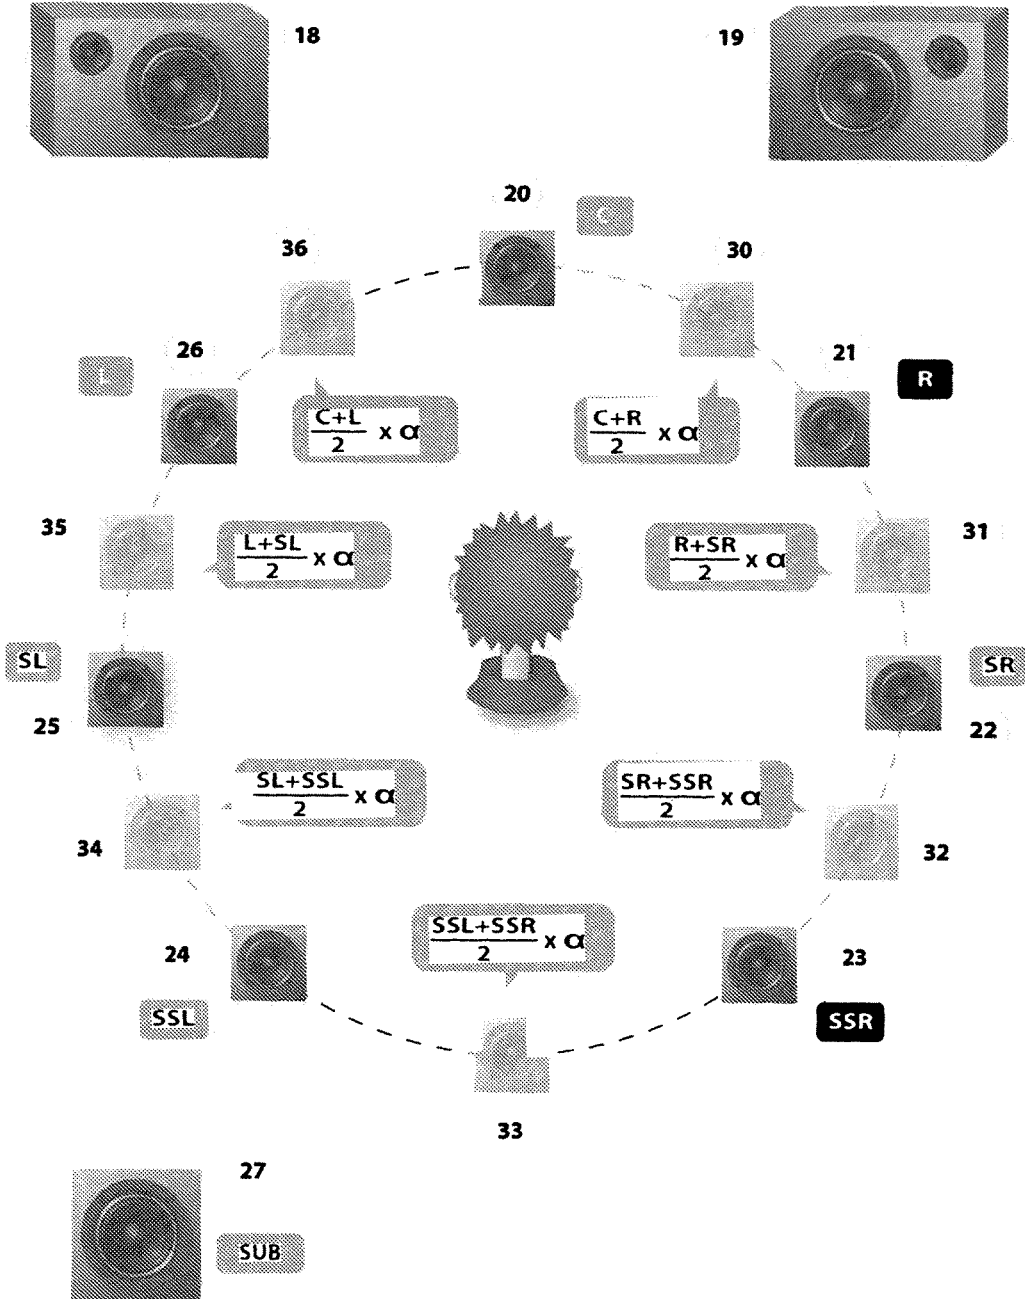 18
19
20
C
36
30
26
21
L
R
C+L
2 x α
C+R
2 x α
35
31
L+SL
2 x α
R+SR
2 x α
SL
SR
25
22
SL+SSL
2 x α
SR+SSR
2 x α
34
32
SSL+SSR
2 x α
24
23
SSL
SSR
33
27
SUB